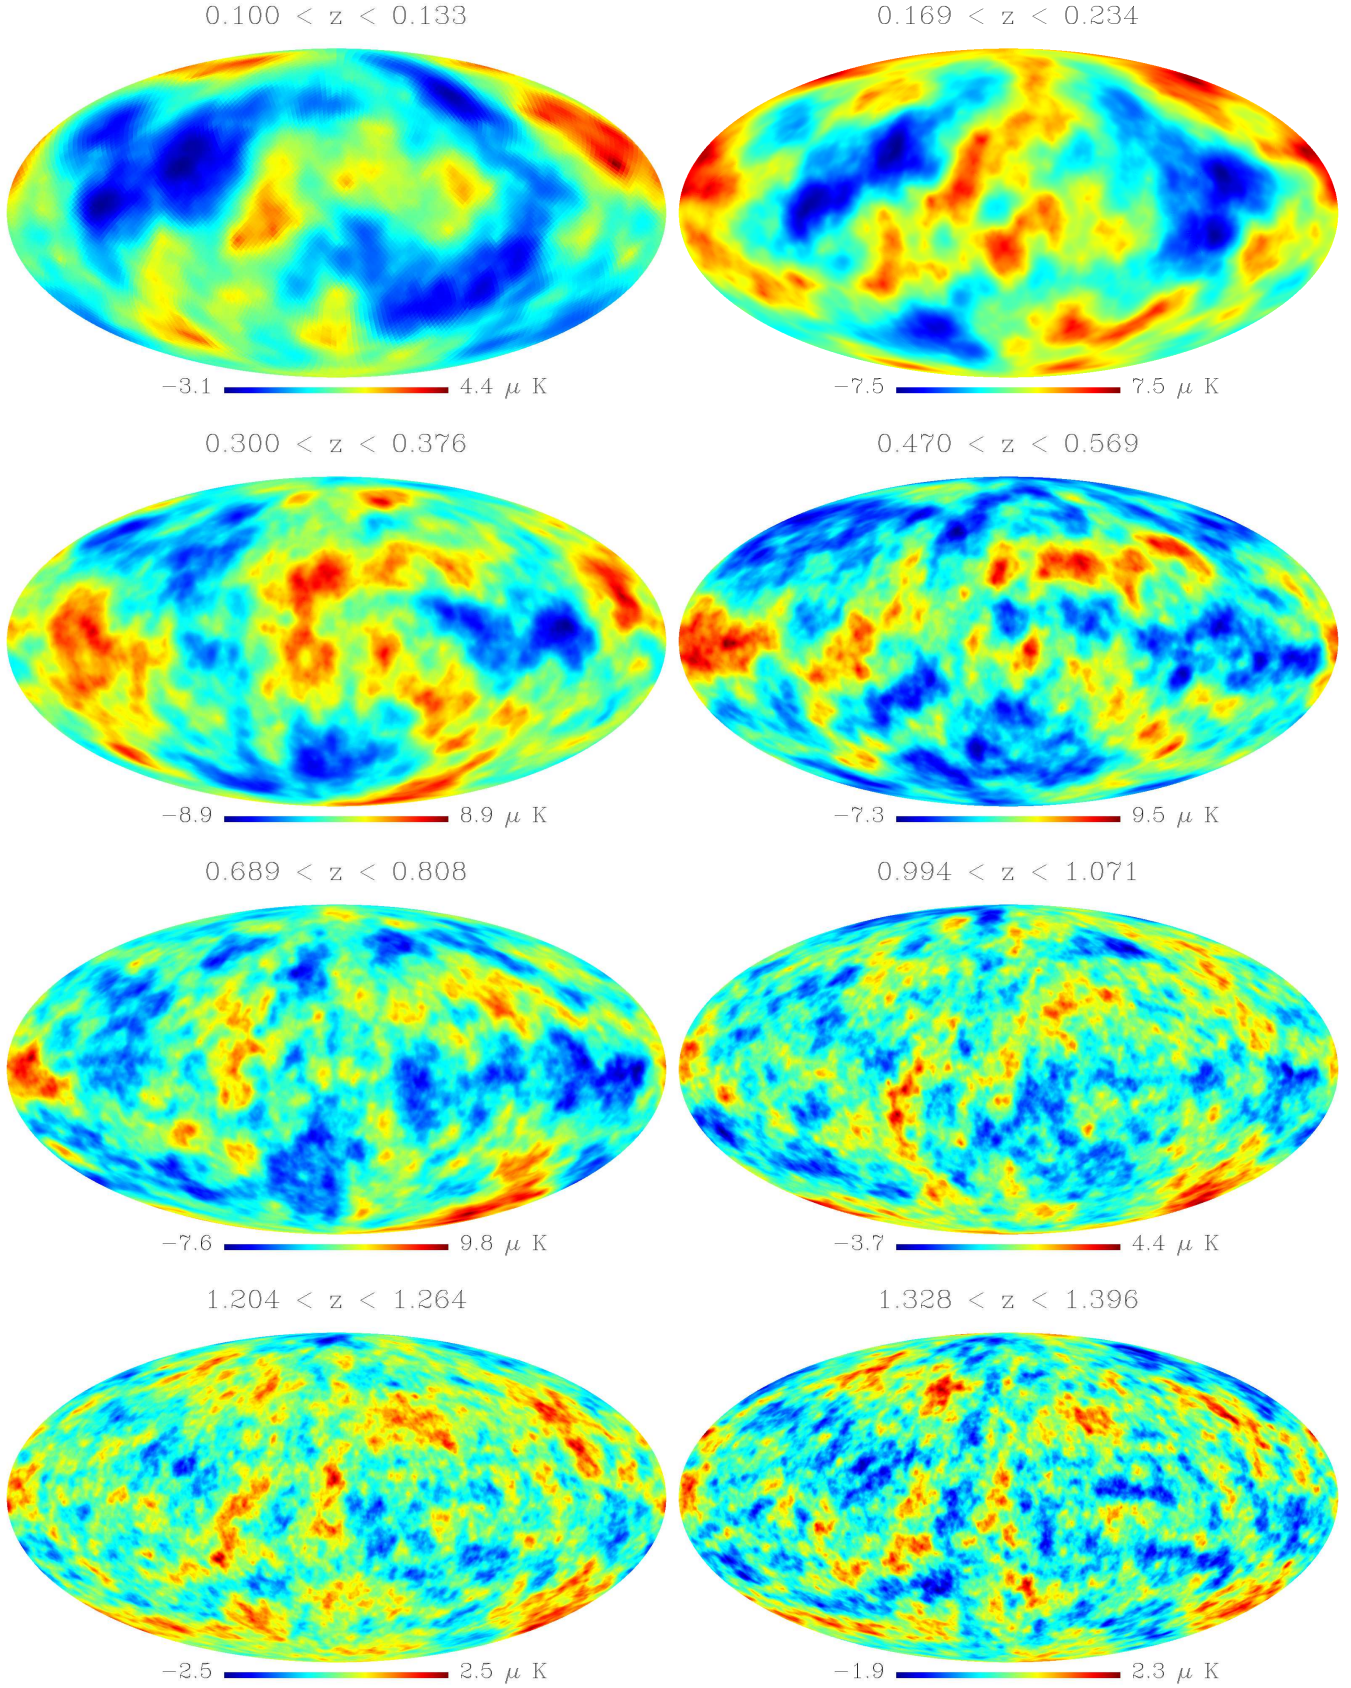 0.100 < z < 0.133
0.169 < z < 0.234
−3.1 4.4 μ K
−7.5 7.5 μ K
0.300 < z < 0.376
0.470 < z < 0.569
−8.9 8.9 μ K
−7.3 9.5 μ K
0.689 < z < 0.808
0.994 < z < 1.071
−7.6 9.8 μ K
−3.7 4.4 μ K
1.204 < z < 1.264
1.328 < z < 1.396
−2.5 2.5 μ K
−1.9 2.3 μ K